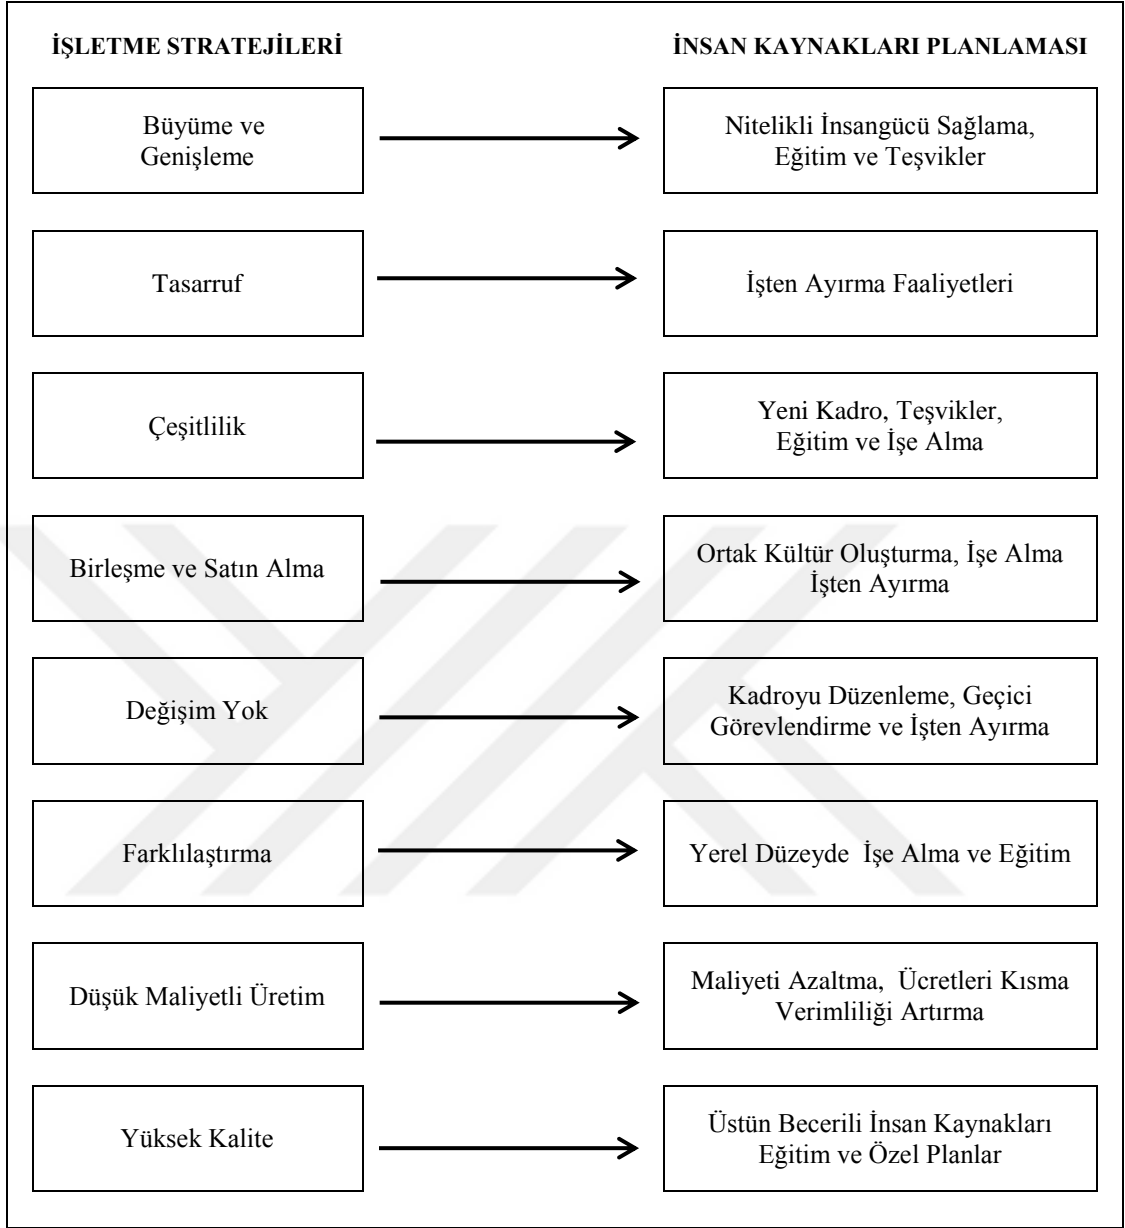 İŞLETME STRATEJİLERİ
İNSAN KAYNAKLARI PLANLAMASI
Büyüme ve
Genişleme
Nitelikli İnsangücü Sağlama,
Eğitim ve Teşvikler
Tasarruf
İşten Ayırma Faaliyetleri
Çeşitlilik
Yeni Kadro, Teşvikler,
Eğitim ve İşe Alma
Birleşme ve Satın Alma
Ortak Kültür Oluşturma, İşe Alma
İşten Ayırma
Değişim Yok
Kadroyu Düzenleme, Geçici
Görevlendirme ve İşten Ayırma
Farklılaştırma
Yerel Düzeyde İşe Alma ve Eğitim
Düşük Maliyetli Üretim
Maliyeti Azaltma, Ücretleri Kısma
Verimliliği Artırma
Yüksek Kalite
Üstün Becerili İnsan Kaynakları
Eğitim ve Özel Planlar